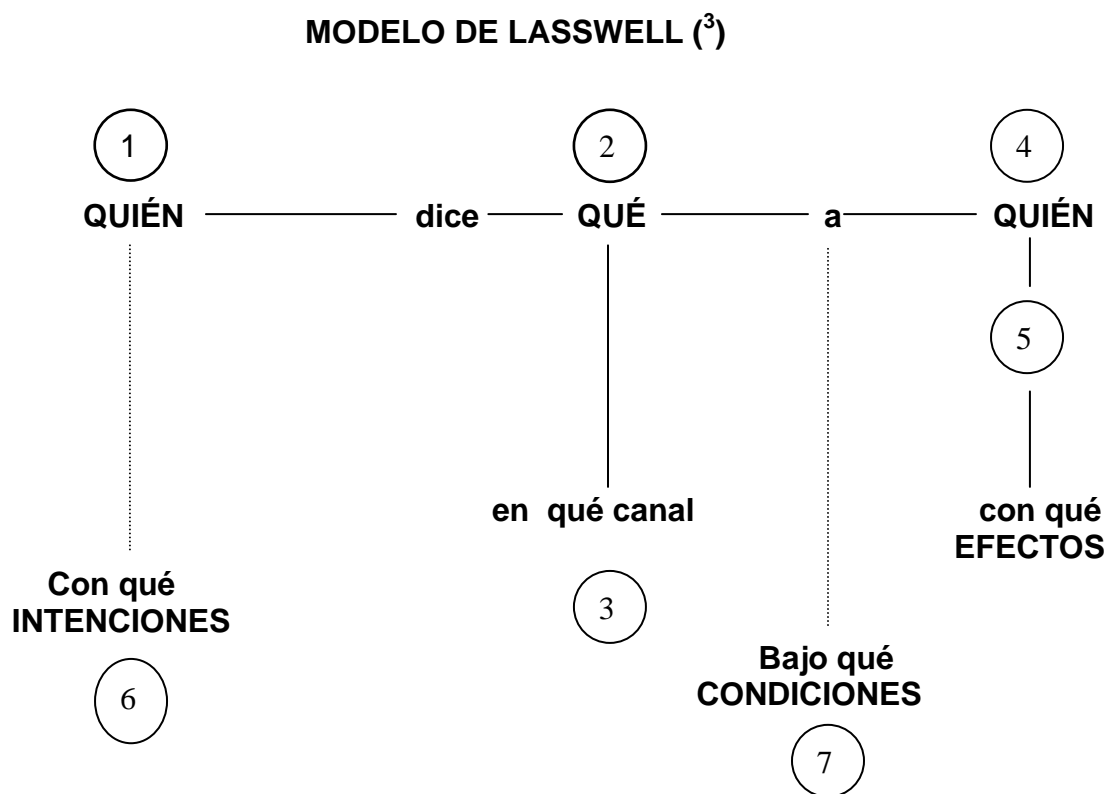 MODELO DE LASSWELL (³)
1 2 4
QUIÉN dice QUÉ a QUIÉN
5
en qué canal
con qué
EFECTOS
Con qué
INTENCIONES
3
Bajo qué
CONDICIONES
6
7